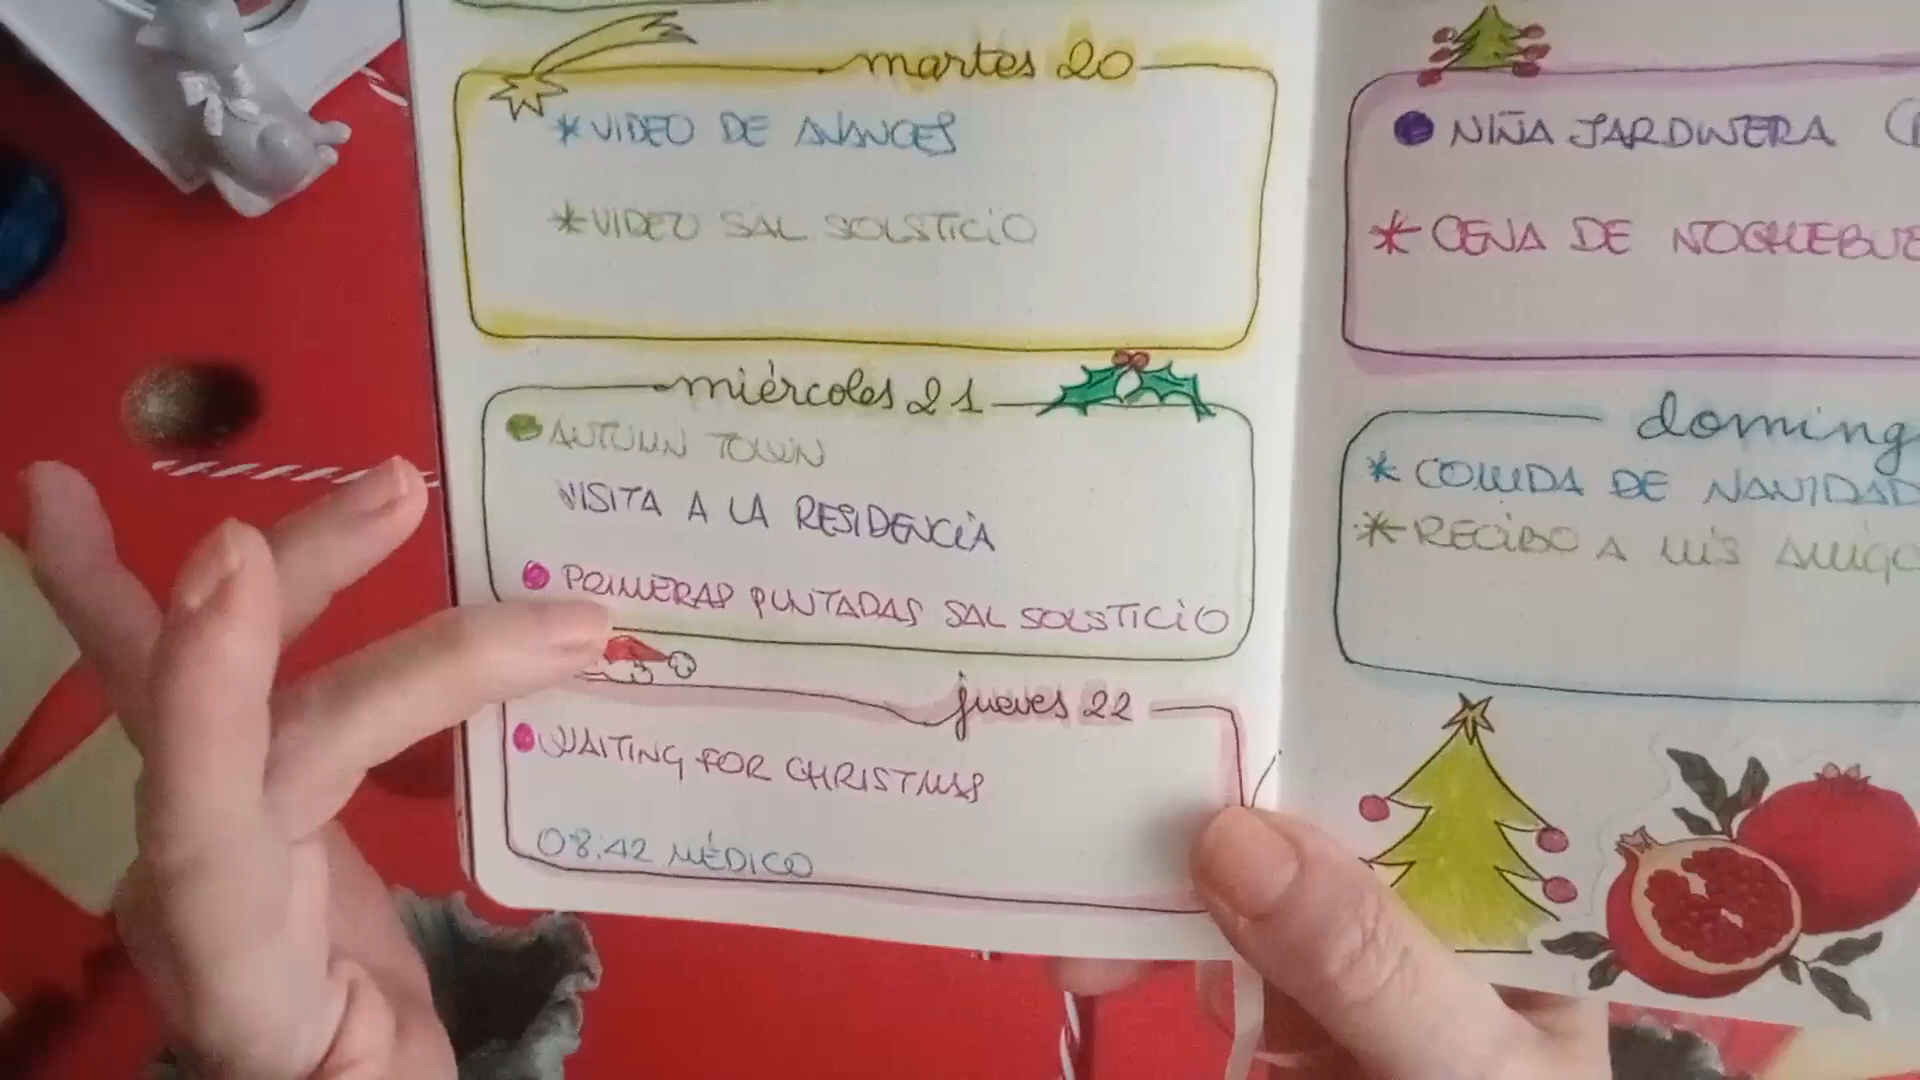 martes 20
*VIDEO DE AVANCES
*VIDEO SAL SOLSTICIO
miércoles 21
AUTUMN TOWN
VISITA A LA RESIDENCIA
PRIMERAS PUNTADAS SAL SOLSTICIO
jueves 22
WAITING FOR CHRISTMAS
08:42 MÉDICO
NIÑA JARDINERA
* CENA DE NOCHEBUE
doming
* COMIDA DE NAVIDAD
*RECIBO A MIS AMIGO